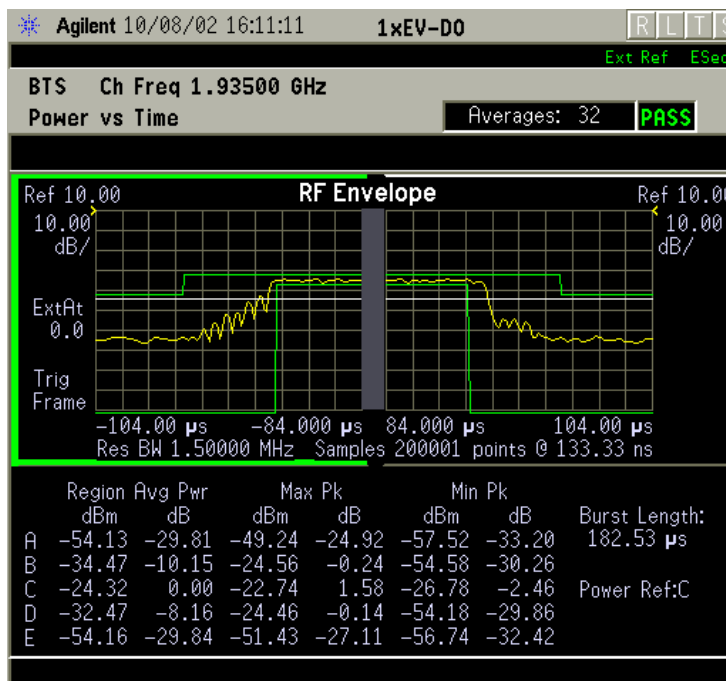 Agilent 10/08/02 16:11:11 1xEV-DO R L T S
Ext Ref ESec
BTS Ch Freq 1.93500 GHz
Power vs Time Averages: 32 PASS
Ref 10.00 RF Envelope Ref 10.00
10.00 10.00
dB/ dB/
ExtAt
0.0
Trig
Frame
-104.00 µs -84.000 µs 84.000 µs 104.00 µs
Res BW 1.50000 MHz Samples 200001 points @ 133.33 ns
Region Avg Pwr Max Pk Min Pk
dBm dB dBm dB dBm dB Burst Length:
A -54.13 -29.81 -49.24 -24.92 -57.52 -33.20 182.53 µs
B -34.47 -10.15 -24.56 -0.24 -54.58 -30.26
C -24.32 0.00 -22.74 1.58 -26.78 -2.46 Power Ref:C
D -32.47 -8.16 -24.46 -0.14 -54.18 -29.86
E -54.16 -29.84 -51.43 -27.11 -56.74 -32.42